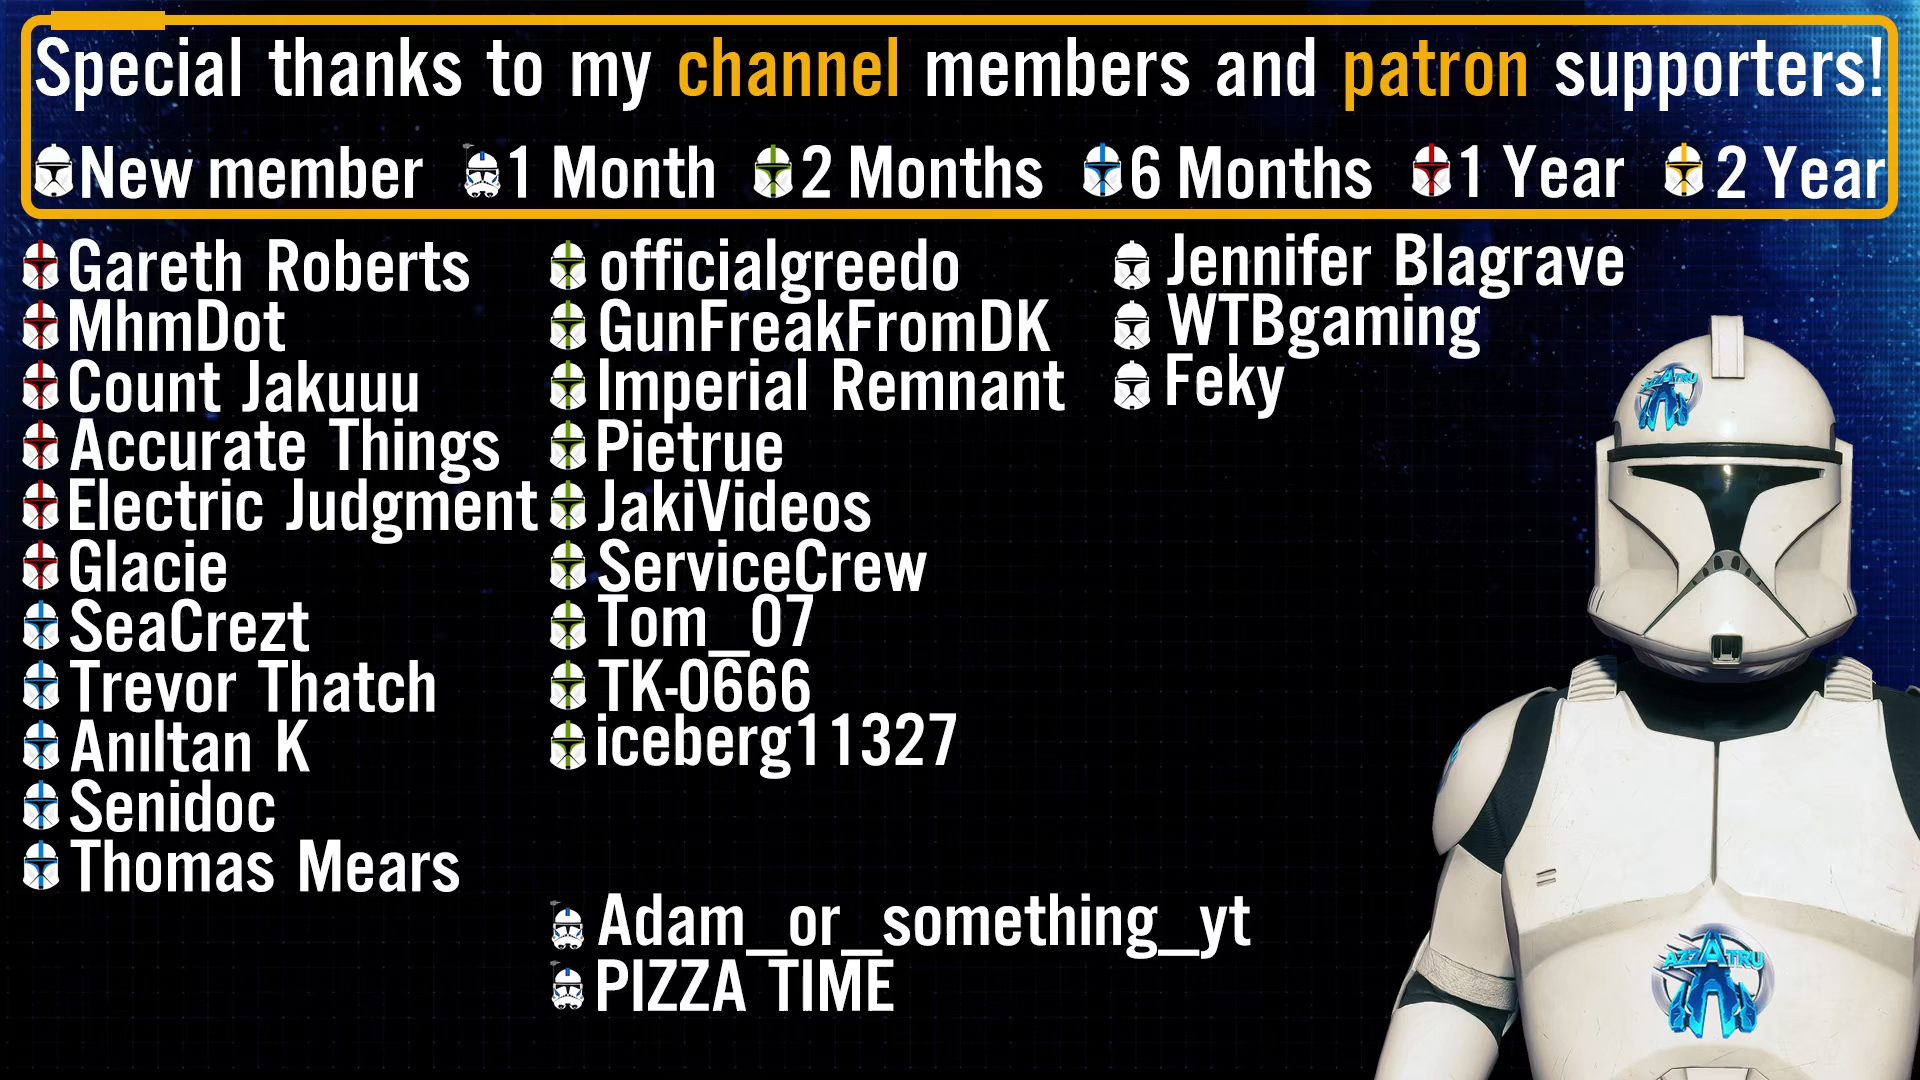 Special thanks to my channel members and patron supporters!
New member 1 Month 2 Months 6 Months 1 Year 2 Year
Gareth Roberts
MhmDot
Count Jakuuu
Accurate Things
Electric Judgment
Glacie
SeaCrezt
Trevor Thatch
Anıltan K
Senidoc
Thomas Mears
officialgreedo
GunFreakFromDK
Imperial Remnant
Pietrue
JakiVideos
ServiceCrew
Tom_07
TK-0666
iceberg11327
Adam_or_something_yt
PIZZA TIME
Jennifer Blagrave
WTBgaming
Feky
AZZATRU
AZZATRU